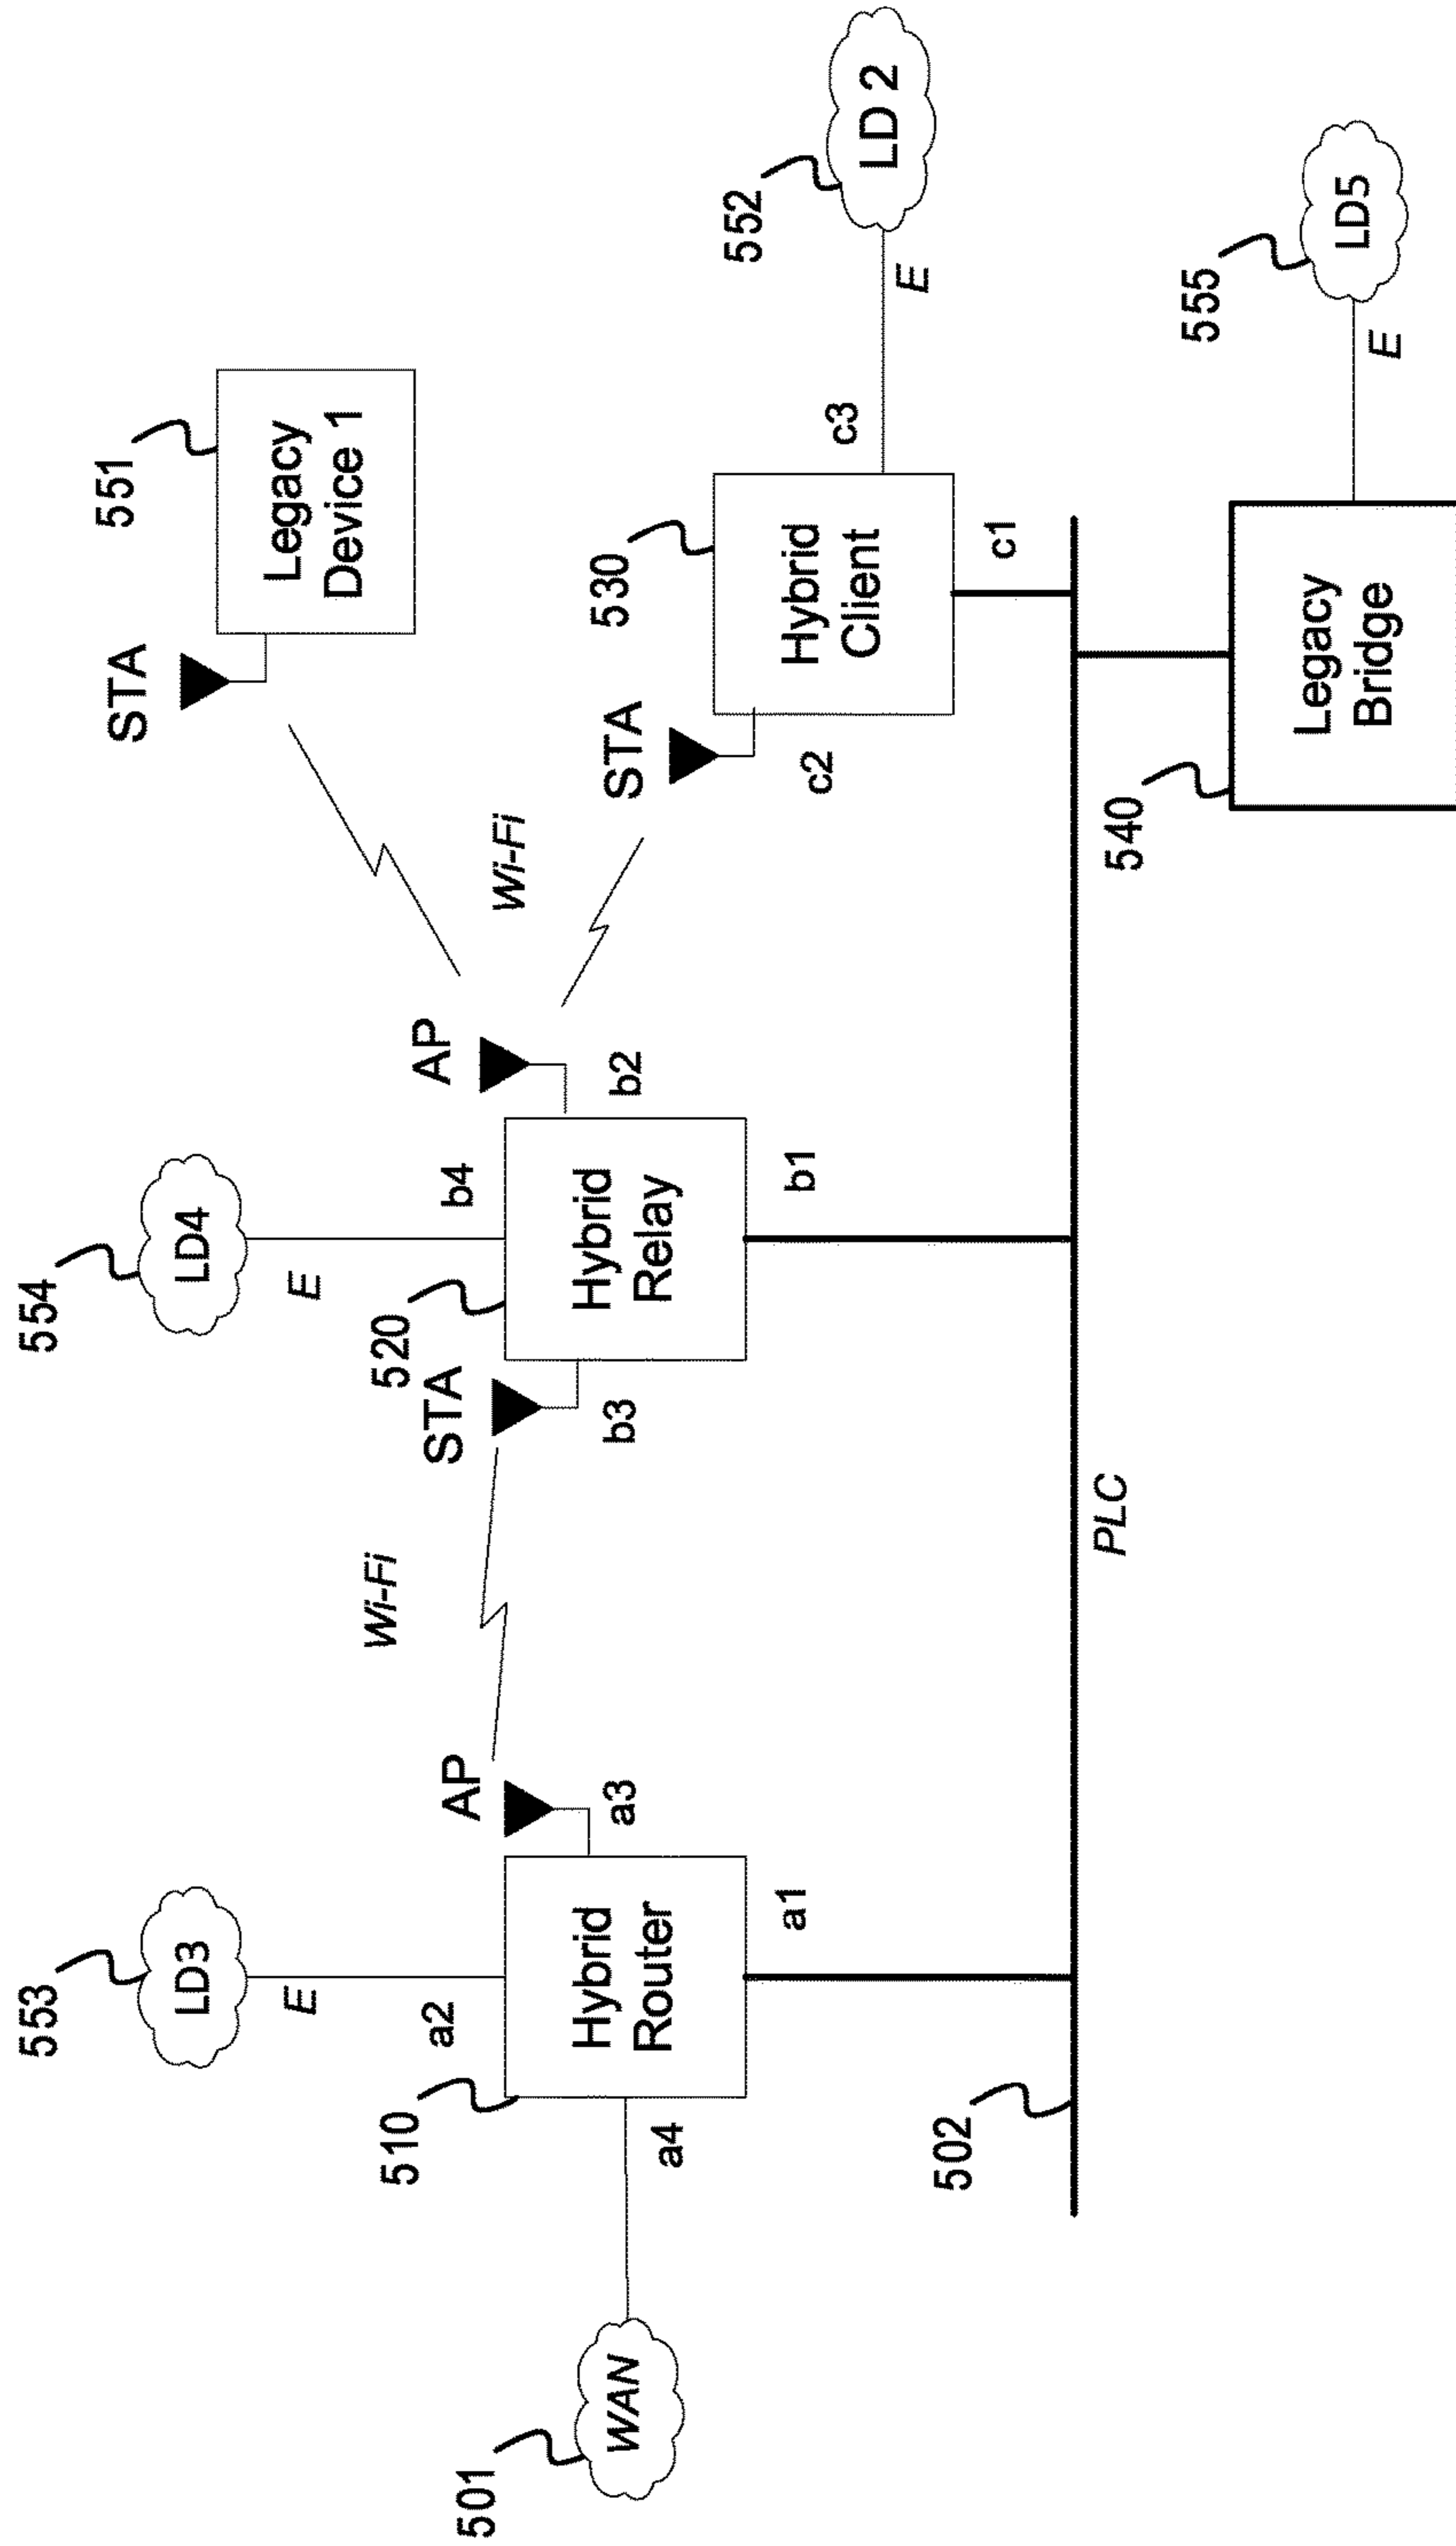 553
LD3
E
a2
554
LD4
E
b4
551
Legacy
Device 1
STA
501
WAN
a4
510
Hybrid
Router
AP
a3
a1
Wi-Fi
STA
b3
520
Hybrid
Relay
AP
b2
b1
Wi-Fi
STA
c2
530
Hybrid
Client
c3
c1
E
552
LD 2
502
PLC
540
Legacy
Bridge
E
555
LD5